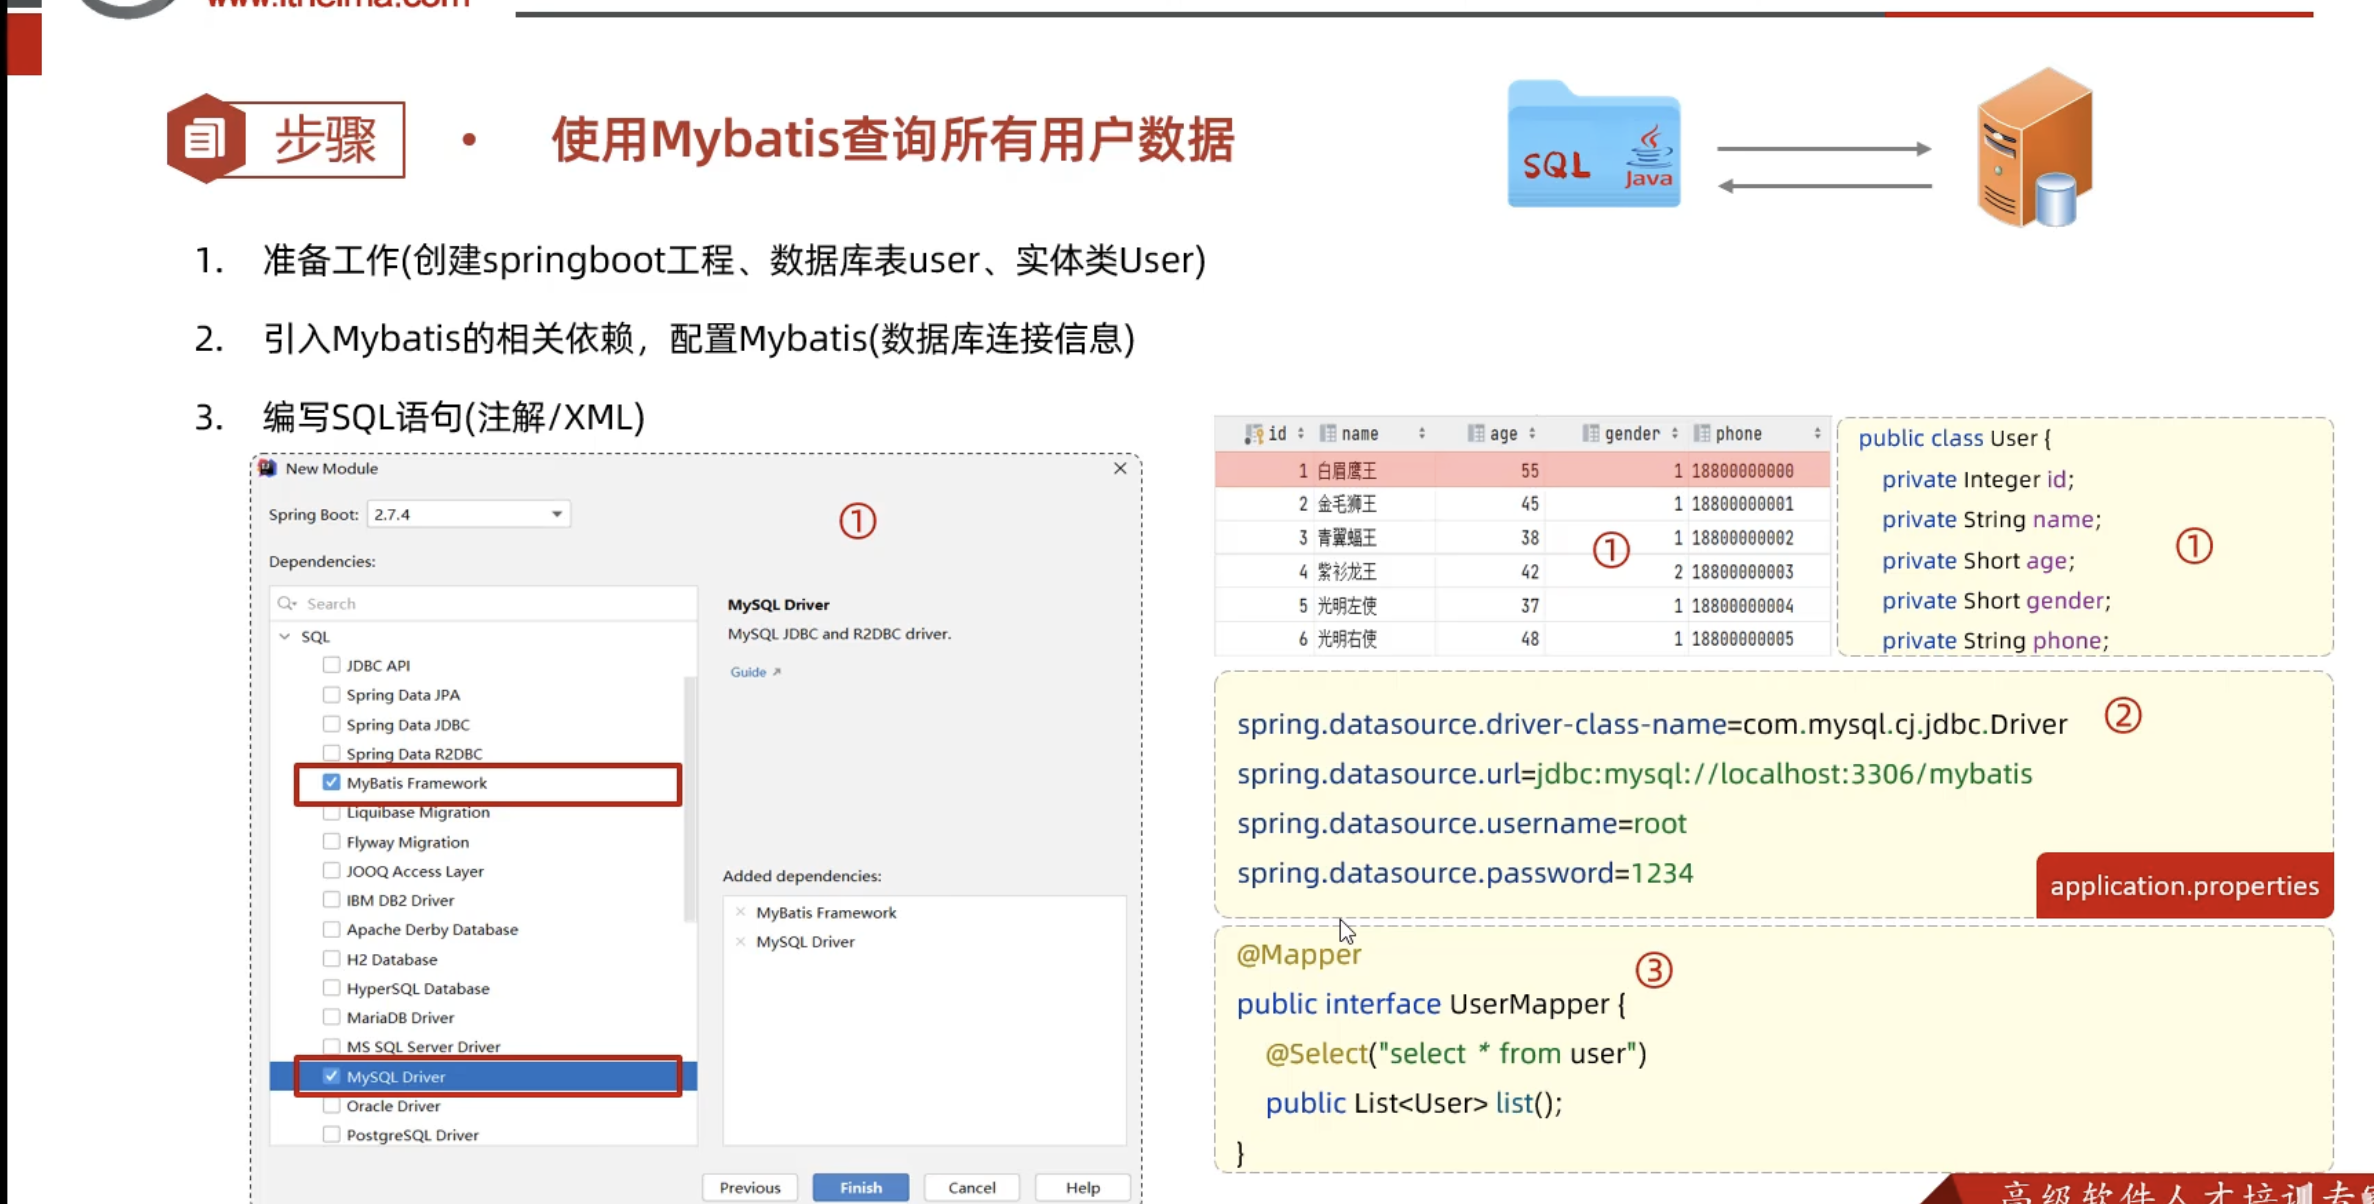 www.itheima.com
步骤
使用Mybatis查询所有用户数据
SQL
Java
1. 准备工作(创建springboot工程、数据库表user、实体类User)
2. 引入Mybatis的相关依赖，配置Mybatis(数据库连接信息)
3. 编写SQL语句(注解/XML)
New Module
Spring Boot: 2.7.4
①
Dependencies:
Search
SQL
JDBC API
Spring Data JPA
Spring Data JDBC
Spring Data R2DBC
MyBatis Framework
Liquibase Migration
Flyway Migration
JOOQ Access Layer
IBM DB2 Driver
Apache Derby Database
H2 Database
HyperSQL Database
MariaDB Driver
MS SQL Server Driver
MySQL Driver
Oracle Driver
PostgreSQL Driver
MySQL Driver
MySQL JDBC and R2DBC driver.
Guide
Added dependencies:
MyBatis Framework
MySQL Driver
Previous Finish Cancel Help
id name age gender phone
1 白眉鹰王 55 1 18800000000
2 金毛狮王 45 1 18800000001
3 青翼蝠王 38 1 18800000002
4 紫衫龙王 42 2 18800000003
5 光明左使 37 1 18800000004
6 光明右使 48 1 18800000005
①
public class User {
private Integer id;
private String name;
private Short age;
private Short gender;
private String phone;
①
spring.datasource.driver-class-name=com.mysql.cj.jdbc.Driver
②
spring.datasource.url=jdbc:mysql://localhost:3306/mybatis
spring.datasource.username=root
spring.datasource.password=1234
application.properties
@Mapper
③
public interface UserMapper {
@Select("select * from user")
public List<User> list();
}
高级软件人才培训专